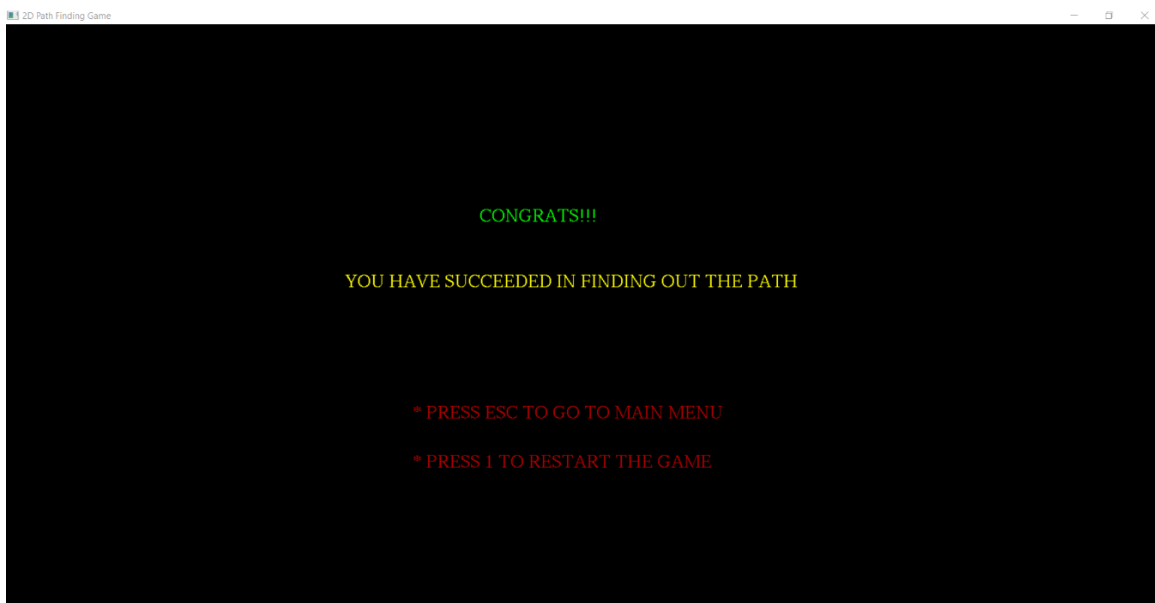 2D Path Finding Game
CONGRATS!!!
YOU HAVE SUCCEEDED IN FINDING OUT THE PATH
* PRESS ESC TO GO TO MAIN MENU
* PRESS 1 TO RESTART THE GAME